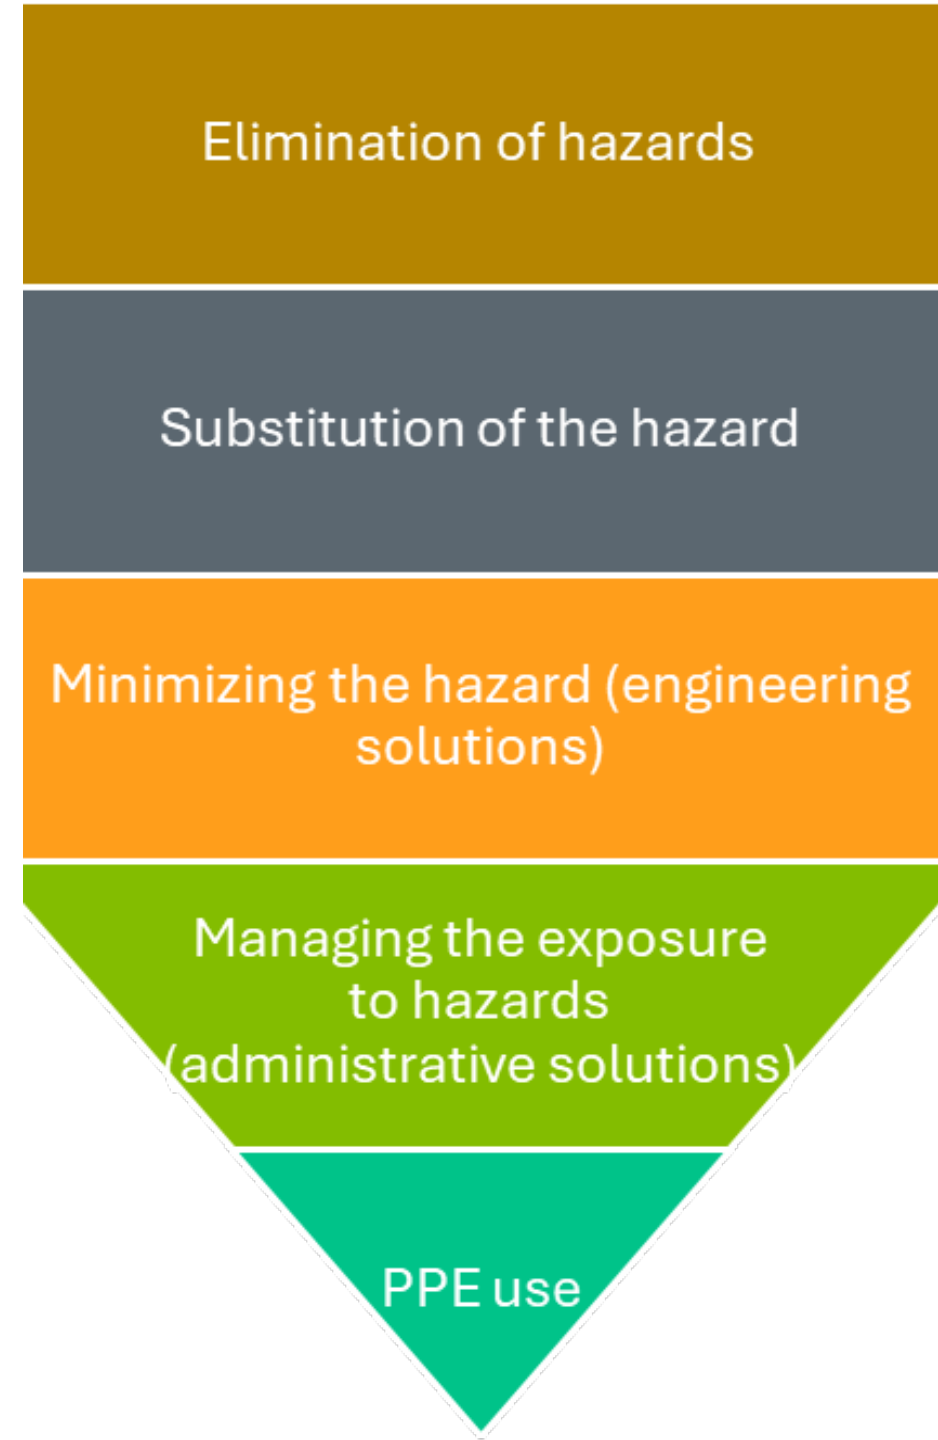 Elimination of hazards
Substitution of the hazard
Minimizing the hazard (engineering
solutions)
Managing the exposure
to hazards
(administrative solutions)
PPE use